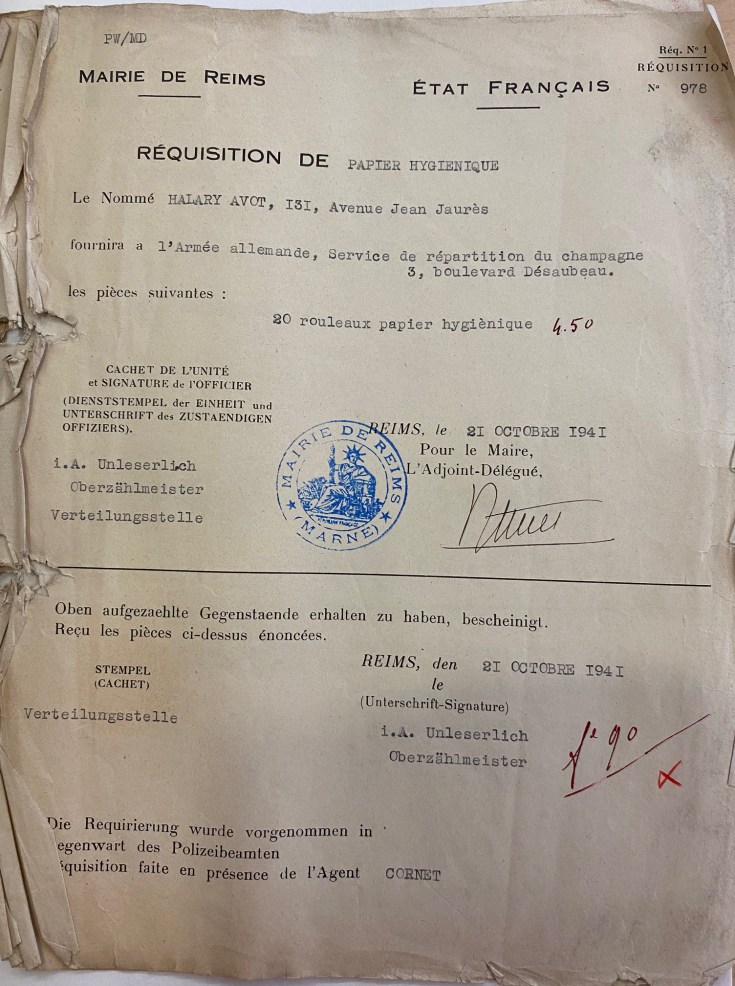 PW/MD
Réq. Nº 1
RÉQUISITION
Nº 978
MAIRIE DE REIMS
ÉTAT FRANÇAIS
RÉQUISITION DE PAPIER HYGIENIQUE
Le Nommé HALARY AVOT, I3I, Avenue Jean Jaurès
fournira a l'Armée allemande, Service de répartition du champagne
3, boulevard Désaubeau.
les pièces suivantes :
20 rouleaux papier hygiènique 4.50
CACHET DE L'UNITÉ
et SIGNATURE de l'OFFICIER
(DIENSTSTEMPEL der EINHEIT und
UNTERSCHRIFT des ZUSTAENDIGEN
OFFIZIERS).
i.A. Unleserlich
Oberzählmeister
Verteilungsstelle
MAIRIE DE REIMS
(MARNE)
REIMS, le 2I OCTOBRE I94I
Pour le Maire,
L'Adjoint-Délégué,
Oben aufgezaehlte Gegenstaende erhalten zu haben, bescheinigt.
Reçu les pièces ci-dessus énoncées.
STEMPEL
(CACHET)
Verteilungsstelle
REIMS, den 2I OCTOBRE I94I
le
(Unterschrift-Signature)
i.A. Unleserlich
Oberzählmeister
90
Die Requirierung wurde vorgenommen in
egenwart des Polizeibeamten
équisition faite en présence de l'Agent CORNET